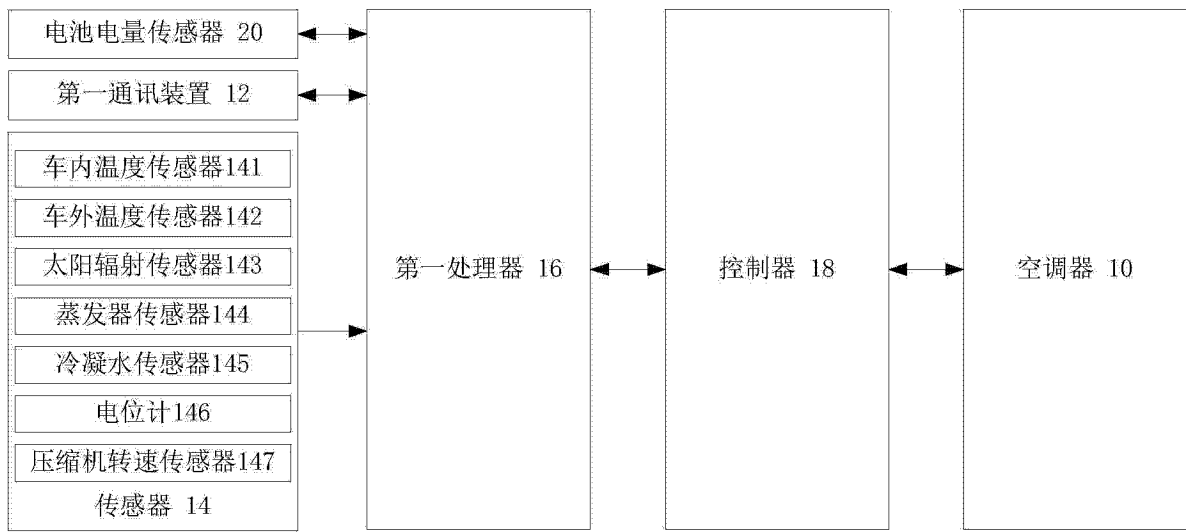 电池电量传感器 20
第一通讯装置 12
车内温度传感器141
车外温度传感器142
太阳辐射传感器143
蒸发器传感器144
冷凝水传感器145
电位计146
压缩机转速传感器147
传感器 14
第一处理器 16
控制器 18
空调器 10